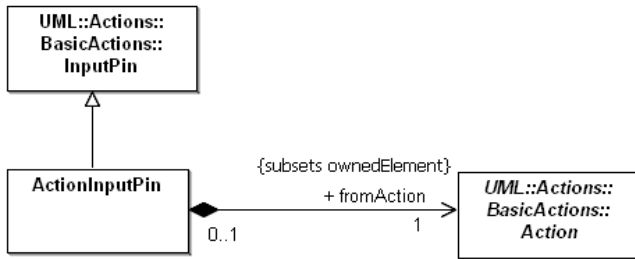 UML::Actions::
BasicActions::
InputPin
{subsets ownedElement}
ActionInputPin
+ fromAction
0..1
1
UML::Actions::
BasicActions::
Action